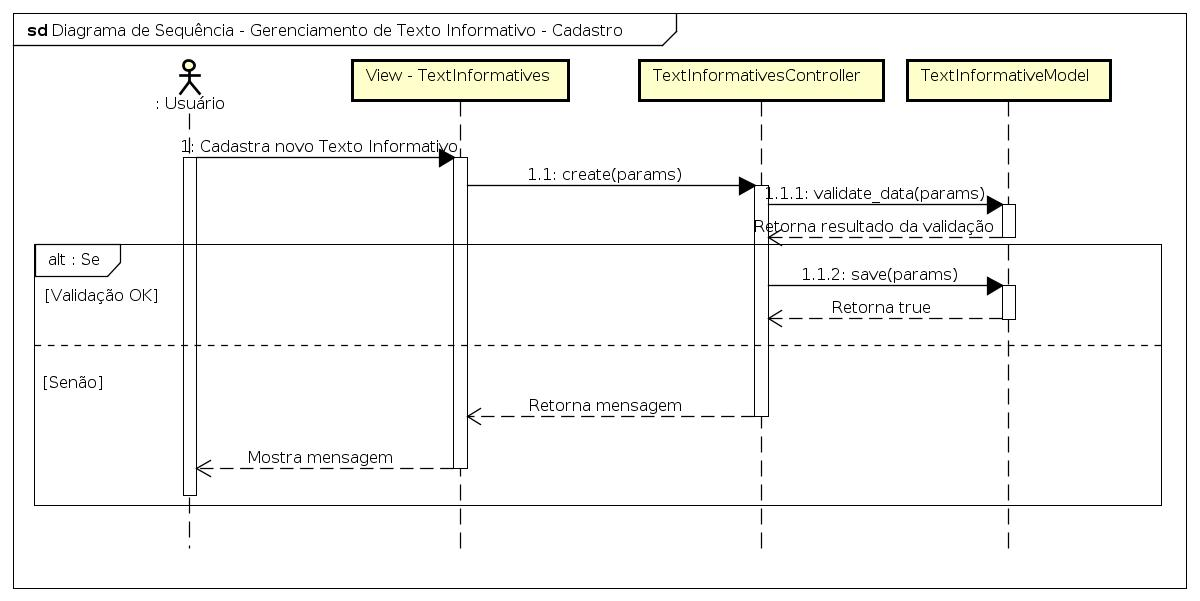 sd Diagrama de Sequência - Gerenciamento de Texto Informativo - Cadastro
: Usuário
View - TextInformatives
TextInformativesController
TextInformativeModel
1: Cadastra novo Texto Informativo
1.1: create(params)
1.1.1: validate_data(params)
Retorna resultado da validação
alt : Se
[Validação OK]
1.1.2: save(params)
Retorna true
[Senão]
Retorna mensagem
Mostra mensagem